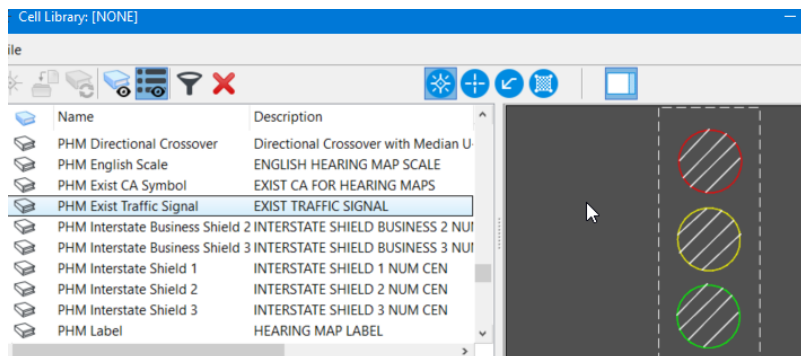 Cell Library: [NONE]
ile
Name Description
PHM Directional Crossover Directional Crossover with Median U-
PHM English Scale ENGLISH HEARING MAP SCALE
PHM Exist CA Symbol EXIST CA FOR HEARING MAPS
PHM Exist Traffic Signal EXIST TRAFFIC SIGNAL
PHM Interstate Business Shield 2 INTERSTATE SHIELD BUSINESS 2 NUM
PHM Interstate Business Shield 3 INTERSTATE SHIELD BUSINESS 3 NUM
PHM Interstate Shield 1 INTERSTATE SHIELD 1 NUM CEN
PHM Interstate Shield 2 INTERSTATE SHIELD 2 NUM CEN
PHM Interstate Shield 3 INTERSTATE SHIELD 3 NUM CEN
PHM Label HEARING MAP LABEL